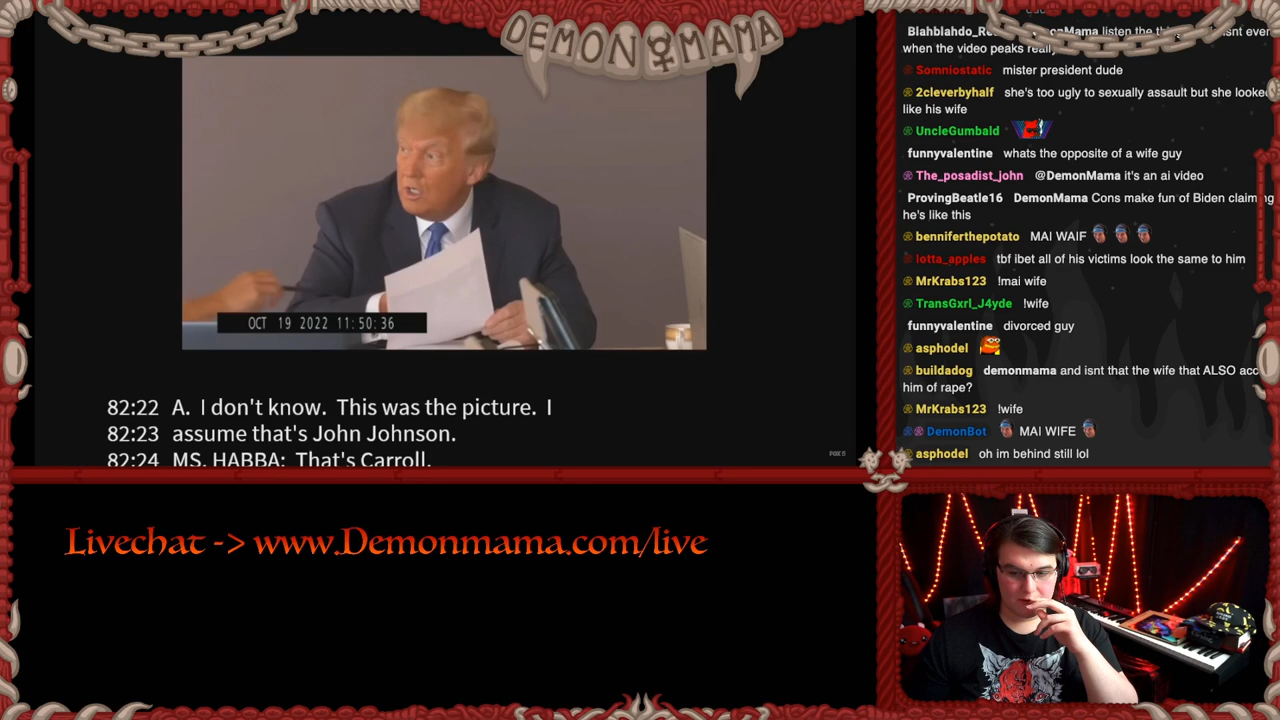 DEMON MAMA
OCT 19 2022 11:50:36
82:22 A. I don't know. This was the picture. I
82:23 assume that's John Johnson.
82:24 MS. HABBA: That's Carroll.
FOX 5
Livechat -> www.Demonmama.com/live
when the video peaks really
Somniostatic mister president dude
2cleverbyhalf she's too ugly to sexually assault but she looked
like his wife
UncleGumbald
funnyvalentine whats the opposite of a wife guy
The_posadist_john @DemonMama it's an ai video
ProvingBeatle16 DemonMama Cons make fun of Biden claiming
he's like this
benniferthepotato MAI WAIF
lotta_apples tbf ibet all of his victims look the same to him
MrKrabs123 !mai wife
TransGxrl_J4yde !wife
funnyvalentine divorced guy
asphodel
buildadog demonmama and isnt that the wife that ALSO acc
him of rape?
MrKrabs123 !wife
DemonBot MAI WIFE
asphodel oh im behind still lol